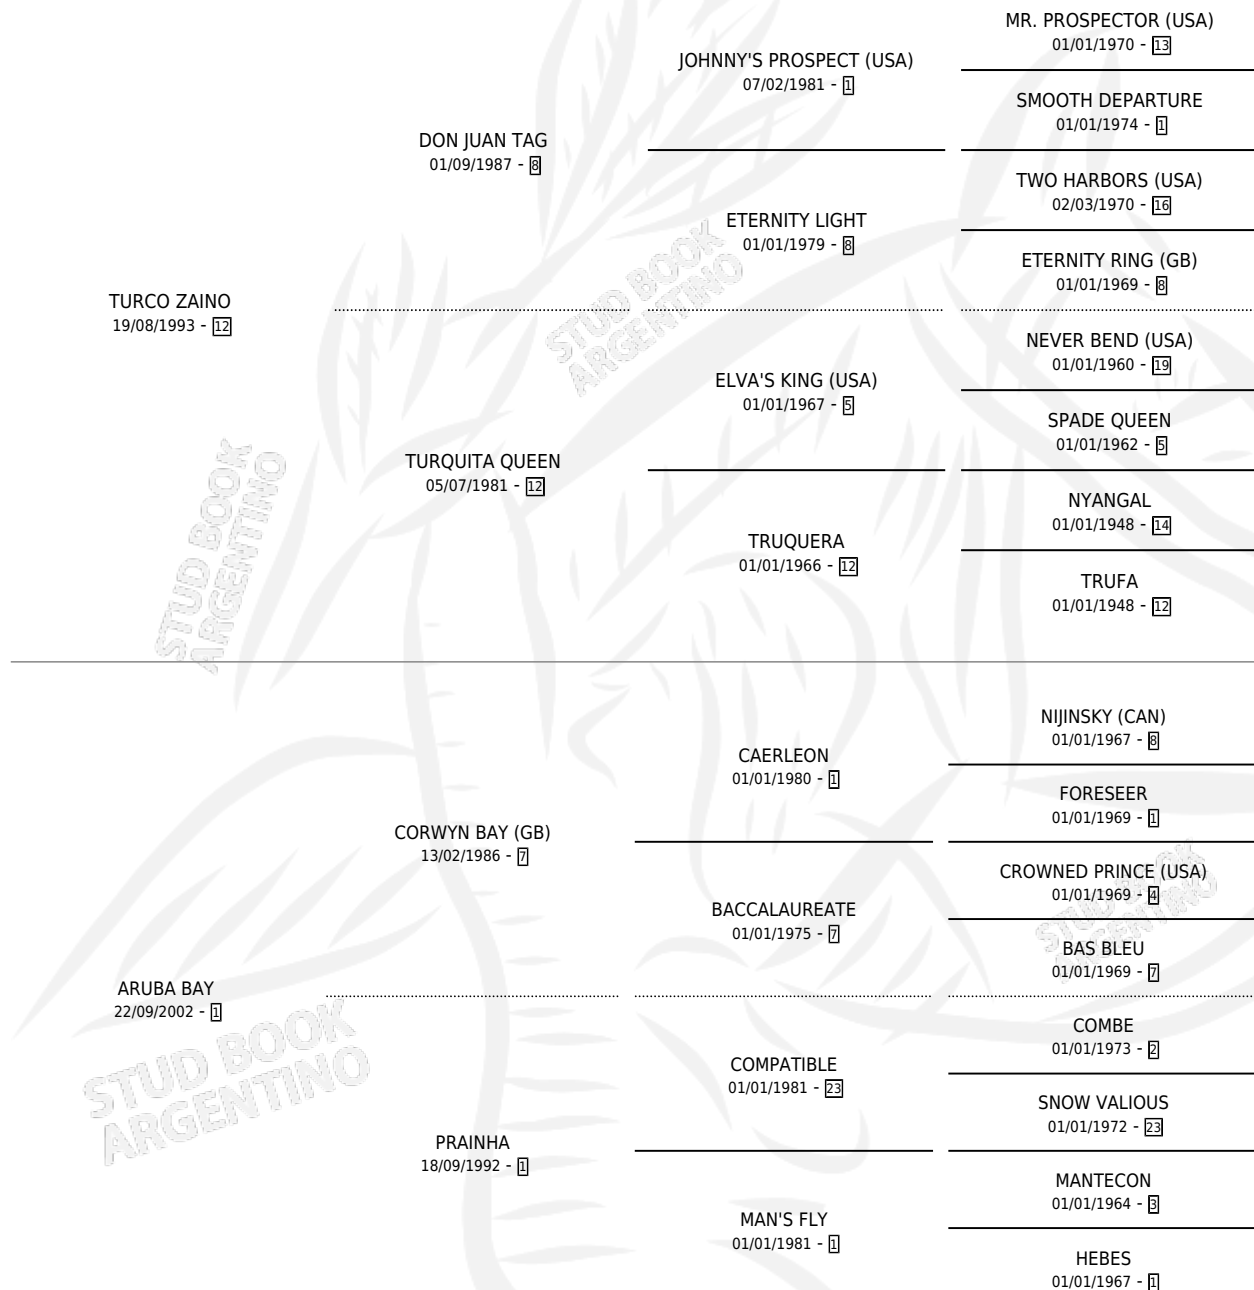 MR. PROSPECTOR (USA)
01/01/1970 - 13
JOHNNY'S PROSPECT (USA)
07/02/1981 - 1
SMOOTH DEPARTURE
01/01/1974 - 1
DON JUAN TAG
01/09/1987 - 8
TWO HARBORS (USA)
02/03/1970 - 16
ETERNITY LIGHT
01/01/1979 - 8
ETERNITY RING (GB)
01/01/1969 - 8
TURCO ZAINO
19/08/1993 - 12
NEVER BEND (USA)
01/01/1960 - 19
ELVA'S KING (USA)
01/01/1967 - 5
SPADE QUEEN
01/01/1962 - 5
TURQUITA QUEEN
05/07/1981 - 12
NYANGAL
01/01/1948 - 14
TRUQUERA
01/01/1966 - 12
TRUFA
01/01/1948 - 12
NIJINSKY (CAN)
01/01/1967 - 8
CAERLEON
01/01/1980 - 1
FORESEER
01/01/1969 - 1
CORWYN BAY (GB)
13/02/1986 - 7
CROWNED PRINCE (USA)
01/01/1969 - 4
BACCALAUREATE
01/01/1975 - 7
BAS BLEU
01/01/1969 - 7
ARUBA BAY
22/09/2002 - 1
COMBE
01/01/1973 - 2
COMPATIBLE
01/01/1981 - 23
SNOW VALIOUS
01/01/1972 - 23
PRAINHA
18/09/1992 - 1
MANTECON
01/01/1964 - 3
MAN'S FLY
01/01/1981 - 1
HEBES
01/01/1967 - 1
STUD BOOK
ARGENTINO
STUD BOOK
ARGENTINO
STUD BOOK
ARGENTINO
STUD BOOK
ARGENTINO